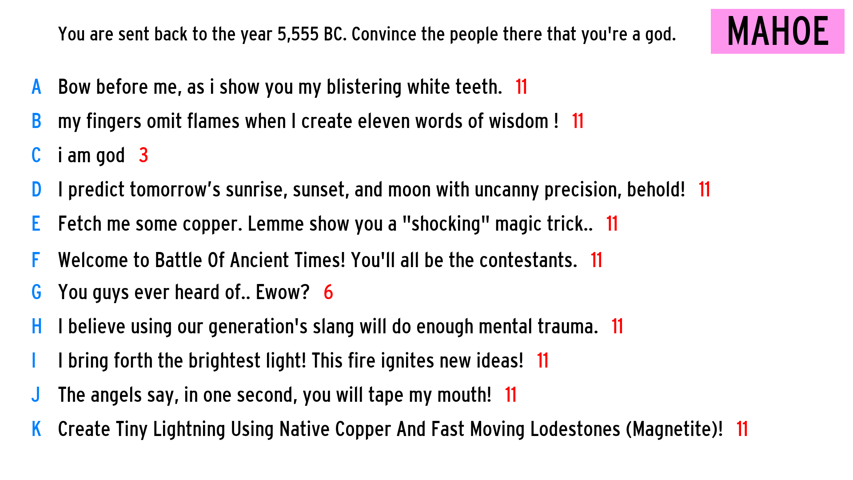 You are sent back to the year 5,555 BC. Convince the people there that you're a god.
MAHOE
A Bow before me, as i show you my blistering white teeth. 11
B my fingers omit flames when I create eleven words of wisdom ! 11
C i am god 3
D I predict tomorrow’s sunrise, sunset, and moon with uncanny precision, behold! 11
E Fetch me some copper. Lemme show you a "shocking" magic trick.. 11
F Welcome to Battle Of Ancient Times! You'll all be the contestants. 11
G You guys ever heard of.. Ewow? 6
H I believe using our generation's slang will do enough mental trauma. 11
I I bring forth the brightest light! This fire ignites new ideas! 11
J The angels say, in one second, you will tape my mouth! 11
K Create Tiny Lightning Using Native Copper And Fast Moving Lodestones (Magnetite)! 11